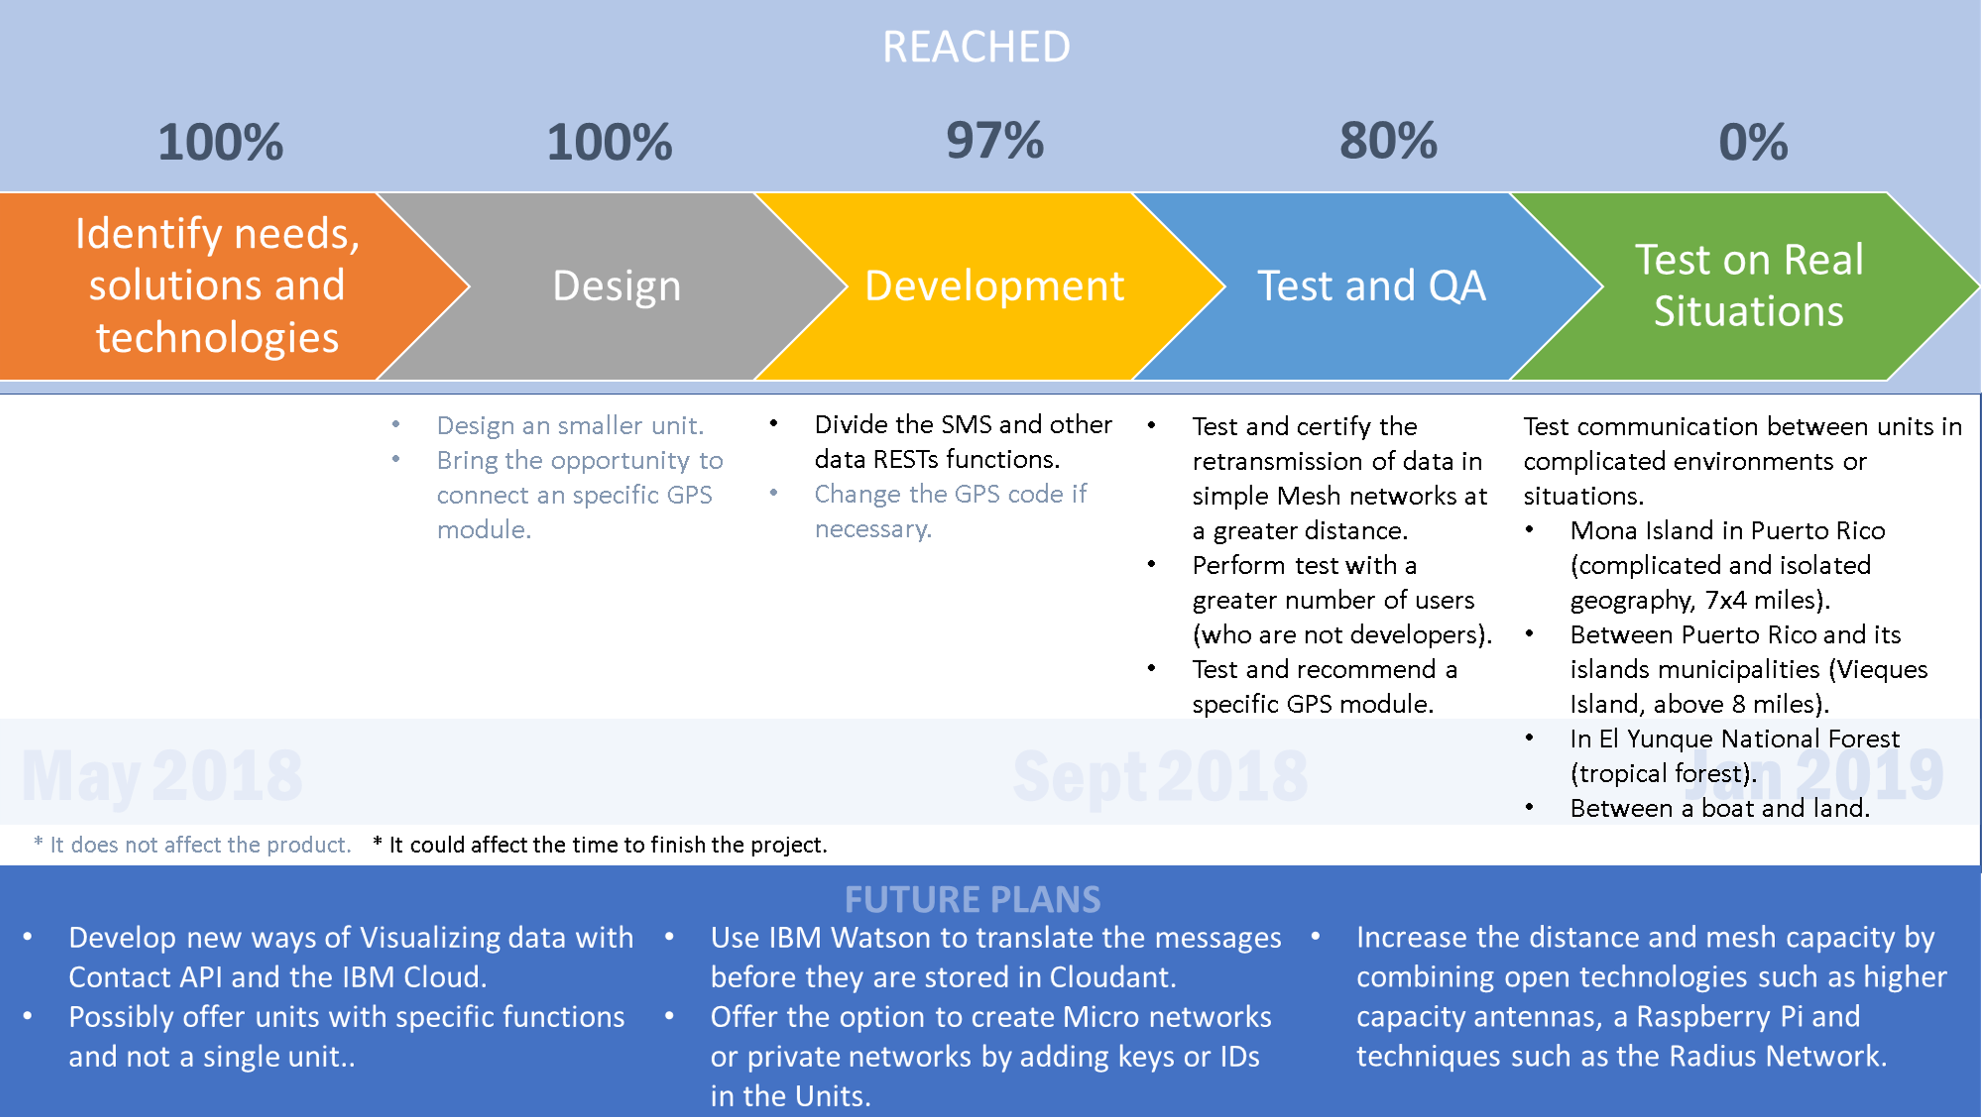 REACHED
100%
100%
97%
80%
0%
Identify needs,
solutions and
technologies
Design
Development
Test and QA
Test on Real
Situations
• Design an smaller unit.
• Bring the opportunity to
connect an specific GPS
module.
• Divide the SMS and other
data RESTs functions.
• Change the GPS code if
necessary.
• Test and certify the
retransmission of data in
simple Mesh networks at
a greater distance.
• Perform test with a
greater number of users
(who are not developers).
• Test and recommend a
specific GPS module.
Test communication between units in
complicated environments or
situations.
• Mona Island in Puerto Rico
(complicated and isolated
geography, 7x4 miles).
• Between Puerto Rico and its
islands municipalities (Vieques
Island, above 8 miles).
• In El Yunque National Forest
(tropical forest).
• Between a boat and land.
May 2018
Sept 2018
Jan 2019
* It does not affect the product.
* It could affect the time to finish the project.
FUTURE PLANS
• Develop new ways of Visualizing data with
Contact API and the IBM Cloud.
• Possibly offer units with specific functions
and not a single unit..
• Use IBM Watson to translate the messages
before they are stored in Cloudant.
• Offer the option to create Micro networks
or private networks by adding keys or IDs
in the Units.
• Increase the distance and mesh capacity by
combining open technologies such as higher
capacity antennas, a Raspberry Pi and
techniques such as the Radius Network.